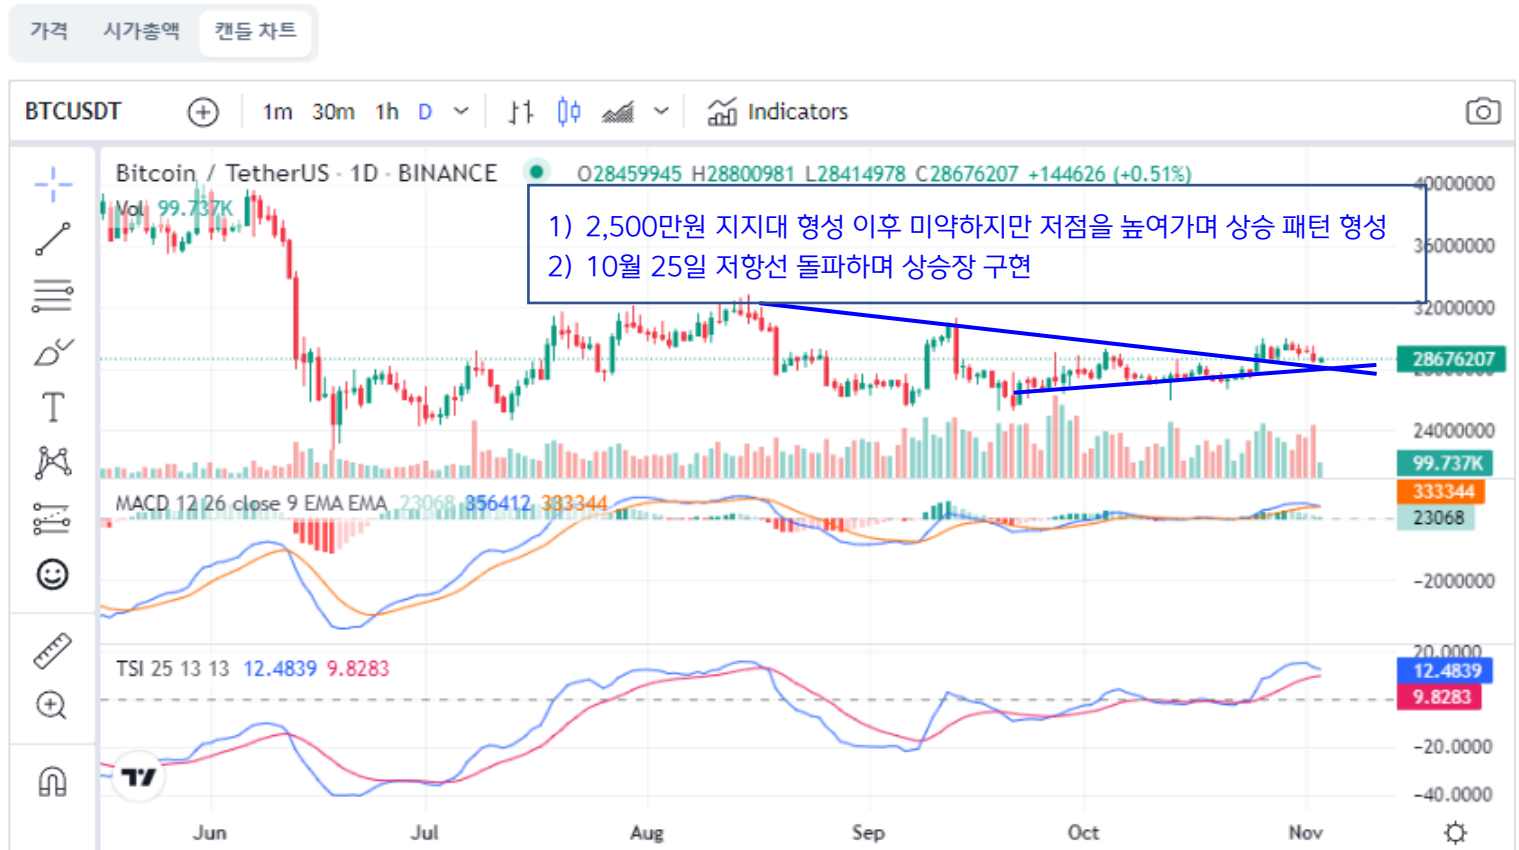 가격 시가총액 캔들 차트
BTCUSDT 1m 30m 1h D Indicators
Bitcoin / TetherUS · 1D · BINANCE O28459945 H28800981 L28414978 C28676207 +144626 (+0.51%)
Vol 99.737K
1) 2,500만원 지지대 형성 이후 미약하지만 저점을 높여가며 상승 패턴 형성
2) 10월 25일 저항선 돌파하며 상승장 구현
40000000
36000000
32000000
28676207
28000000
24000000
99.737K
MACD 12 26 close 9 EMA EMA 23068 356412 333344
333344
23068
-2000000
TSI 25 13 13 12.4839 9.8283
20.0000
12.4839
9.8283
-20.0000
-40.0000
Jun Jul Aug Sep Oct Nov